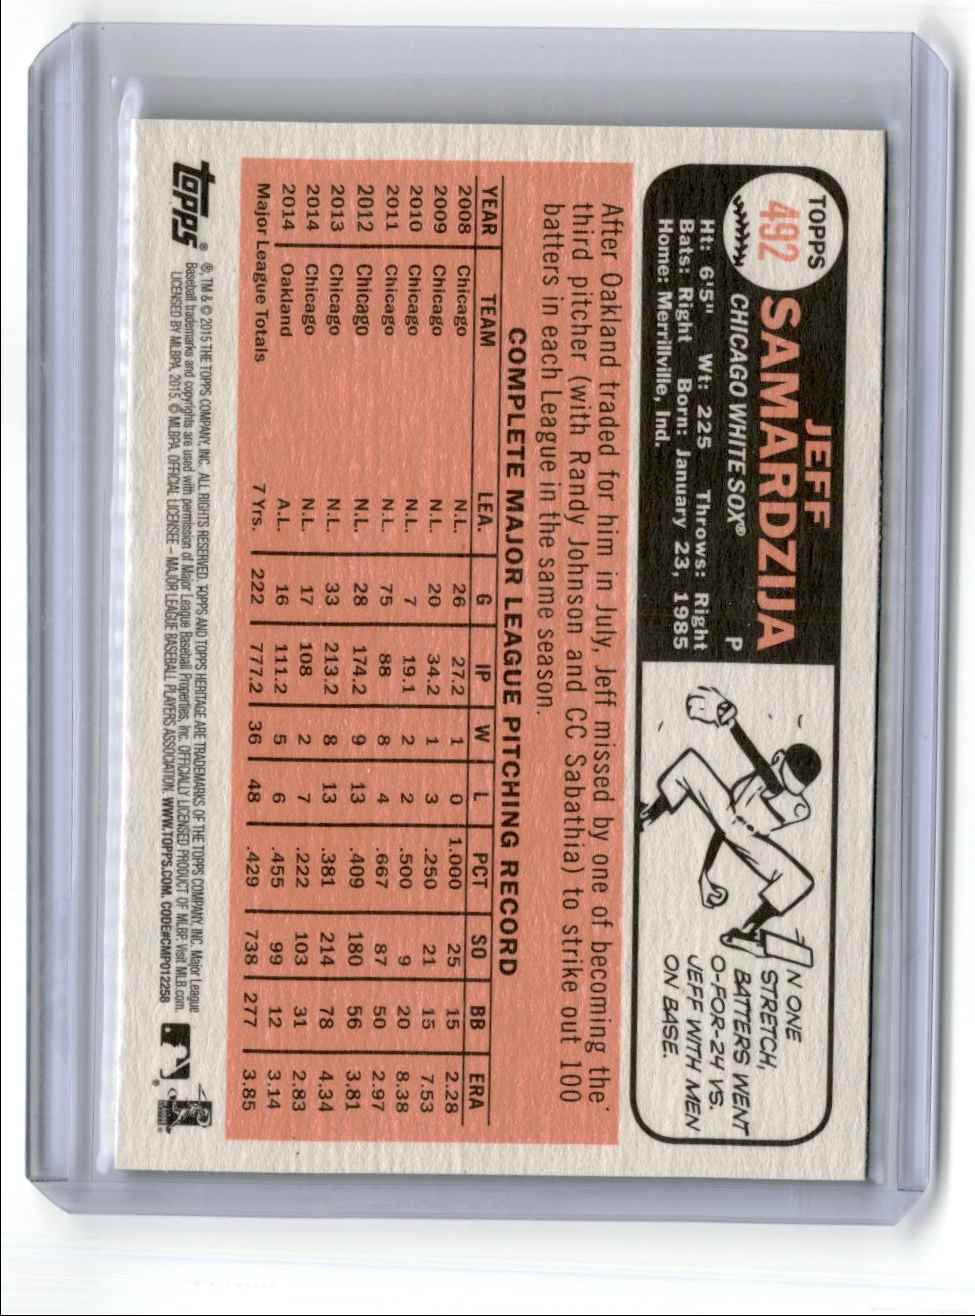 TOPPS
492
JEFF
SAMARDZIJA
CHICAGO WHITE SOX® P
Ht: 6'5" Wt: 225 Throws: Right
Bats: Right Born: January 23, 1985
Home: Merrillville, Ind.
IN ONE
STRETCH,
BATTERS WENT
0-FOR-24 VS.
JEFF WITH MEN
ON BASE.
After Oakland traded for him in July, Jeff missed by one of becoming the
third pitcher (with Randy Johnson and CC Sabathia) to strike out 100
batters in each League in the same season.
COMPLETE MAJOR LEAGUE PITCHING RECORD
YEAR TEAM LEA. G IP W L PCT SO BB ERA
2008 Chicago N.L. 26 27.2 1 0 1.000 25 15 2.28
2009 Chicago N.L. 20 34.2 1 3 .250 21 15 7.53
2010 Chicago N.L. 7 19.1 2 2 .500 9 20 8.38
2011 Chicago N.L. 75 88 8 4 .667 87 50 2.97
2012 Chicago N.L. 28 174.2 9 13 .409 180 56 3.81
2013 Chicago N.L. 33 213.2 8 13 .381 214 78 4.34
2014 Chicago N.L. 17 108 2 7 .222 103 31 2.83
2014 Oakland A.L. 16 111.2 5 6 .455 99 12 3.14
Major League Totals 7 Yrs. 222 777.2 36 48 .429 738 277 3.85
topps®
®, TM & © 2015 THE TOPPS COMPANY, INC. ALL RIGHTS RESERVED. TOPPS AND TOPPS HERITAGE ARE TRADEMARKS OF THE TOPPS COMPANY, INC. Major League
Baseball trademarks and copyrights are used with permission of Major League Baseball Properties, Inc. OFFICIALLY LICENSED PRODUCT OF MLBP. Visit MLB.com.
LICENSED BY MLBPA, 2015. © MLBPA. OFFICIAL LICENSEE – MAJOR LEAGUE BASEBALL PLAYERS ASSOCIATION. WWW.TOPPS.COM. CODE#CMP012258